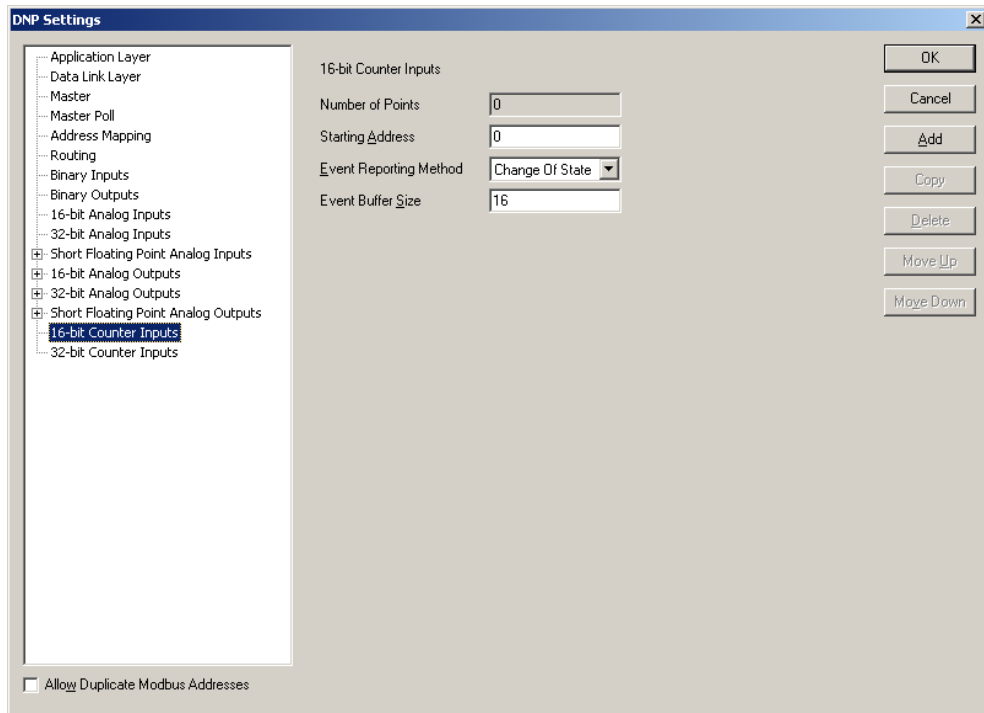 DNP Settings
Application Layer
Data Link Layer
Master
Master Poll
Address Mapping
Routing
Binary Inputs
Binary Outputs
16-bit Analog Inputs
32-bit Analog Inputs
Short Floating Point Analog Inputs
16-bit Analog Outputs
32-bit Analog Outputs
Short Floating Point Analog Outputs
16-bit Counter Inputs
32-bit Counter Inputs
Allow Duplicate Modbus Addresses
16-bit Counter Inputs
Number of Points 0
Starting Address 0
Event Reporting Method Change Of State
Event Buffer Size 16
OK
Cancel
Add
Copy
Delete
Move Up
Move Down